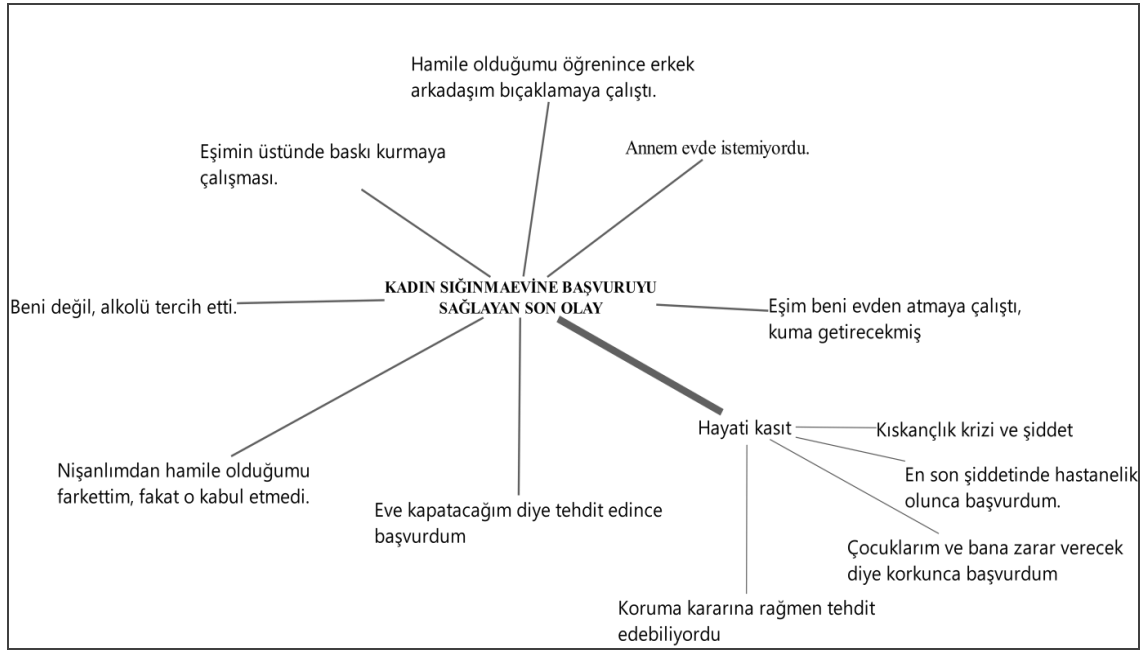 Hamile olduğumu öğrenince erkek
arkadaşım bıçaklamaya çalıştı.
Eşimin üstünde baskı kurmaya
çalışması.
Annem evde istemiyordu.
KADIN SIĞINMAEVİNE BAŞVURUYU
SAĞLAYAN SON OLAY
Beni değil, alkolü tercih etti.
Eşim beni evden atmaya çalıştı,
kuma getirecekmiş
Hayati kasıt
Kıskançlık krizi ve şiddet
En son şiddetinde hastanelik
olunca başvurdum.
Çocuklarım ve bana zarar verecek
diye korkunca başvurdum
Koruma kararına rağmen tehdit
edebiliyordu
Nişanlımdan hamile olduğumu
farkettim, fakat o kabul etmedi.
Eve kapatacağım diye tehdit edince
başvurdum